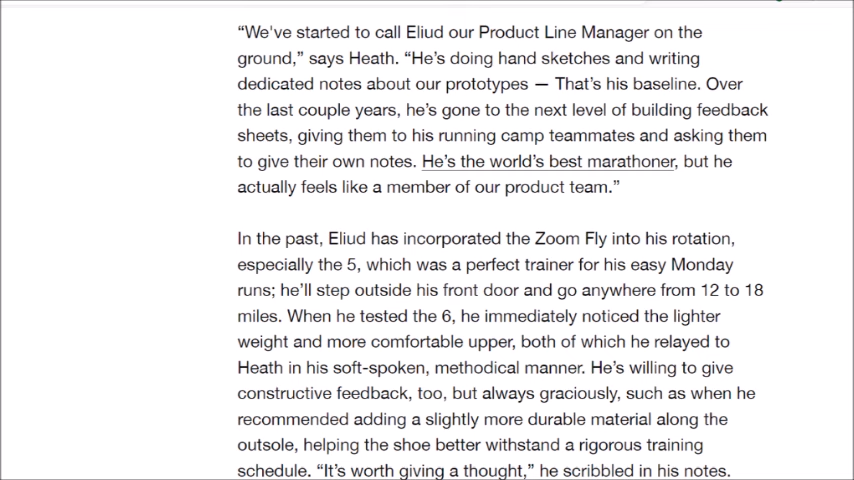 “We've started to call Eliud our Product Line Manager on the
ground,” says Heath. “He’s doing hand sketches and writing
dedicated notes about our prototypes — That’s his baseline. Over
the last couple years, he’s gone to the next level of building feedback
sheets, giving them to his running camp teammates and asking them
to give their own notes. He’s the world’s best marathoner, but he
actually feels like a member of our product team.”
In the past, Eliud has incorporated the Zoom Fly into his rotation,
especially the 5, which was a perfect trainer for his easy Monday
runs; he’ll step outside his front door and go anywhere from 12 to 18
miles. When he tested the 6, he immediately noticed the lighter
weight and more comfortable upper, both of which he relayed to
Heath in his soft-spoken, methodical manner. He’s willing to give
constructive feedback, too, but always graciously, such as when he
recommended adding a slightly more durable material along the
outsole, helping the shoe better withstand a rigorous training
schedule. “It’s worth giving a thought,” he scribbled in his notes.